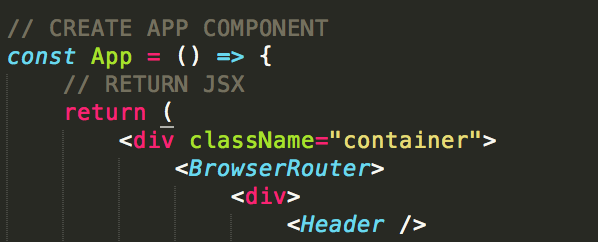 // CREATE APP COMPONENT
const App = () => {
    // RETURN JSX
    return (
        <div className="container">
            <BrowserRouter>
                <div>
                    <Header />